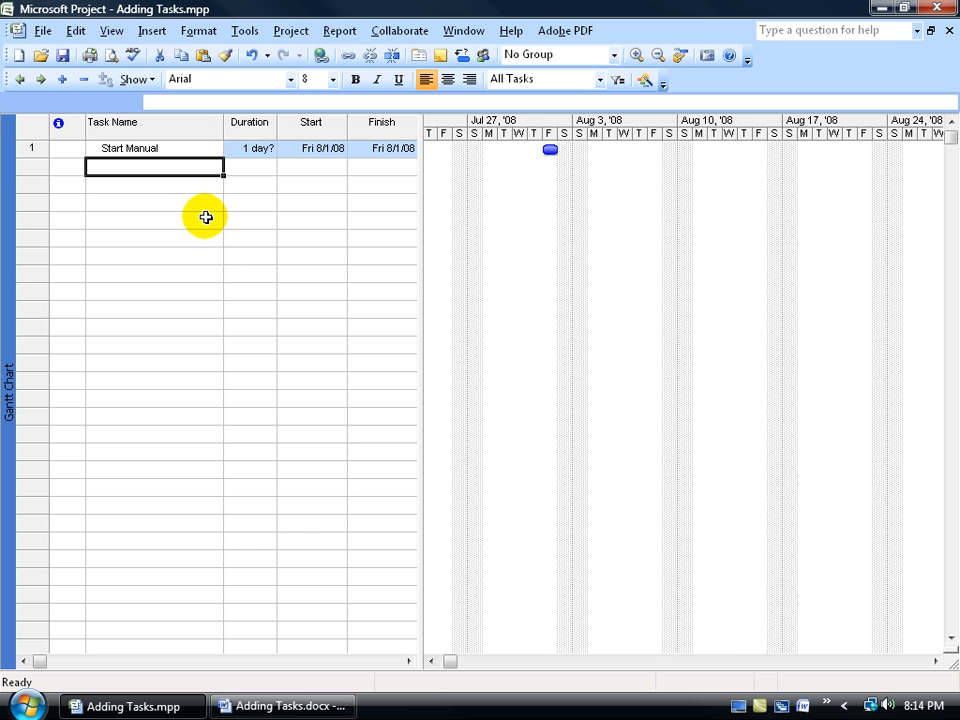 Microsoft Project - Adding Tasks.mpp
File Edit View Insert Format Tools Project Report Collaborate Window Help Adobe PDF Type a question for help
No Group
Show Arial 8 B I U All Tasks
Task Name Duration Start Finish
Jul 27, '08 Aug 3, '08 Aug 10, '08 Aug 17, '08 Aug 24, '08
T F S S M T W T F S S M T W T F S S M T W T F S S M T W T F S S M T W
1 Start Manual 1 day? Fri 8/1/08 Fri 8/1/08
Gantt Chart
Ready
Adding Tasks.mpp Adding Tasks.docx -... 8:14 PM